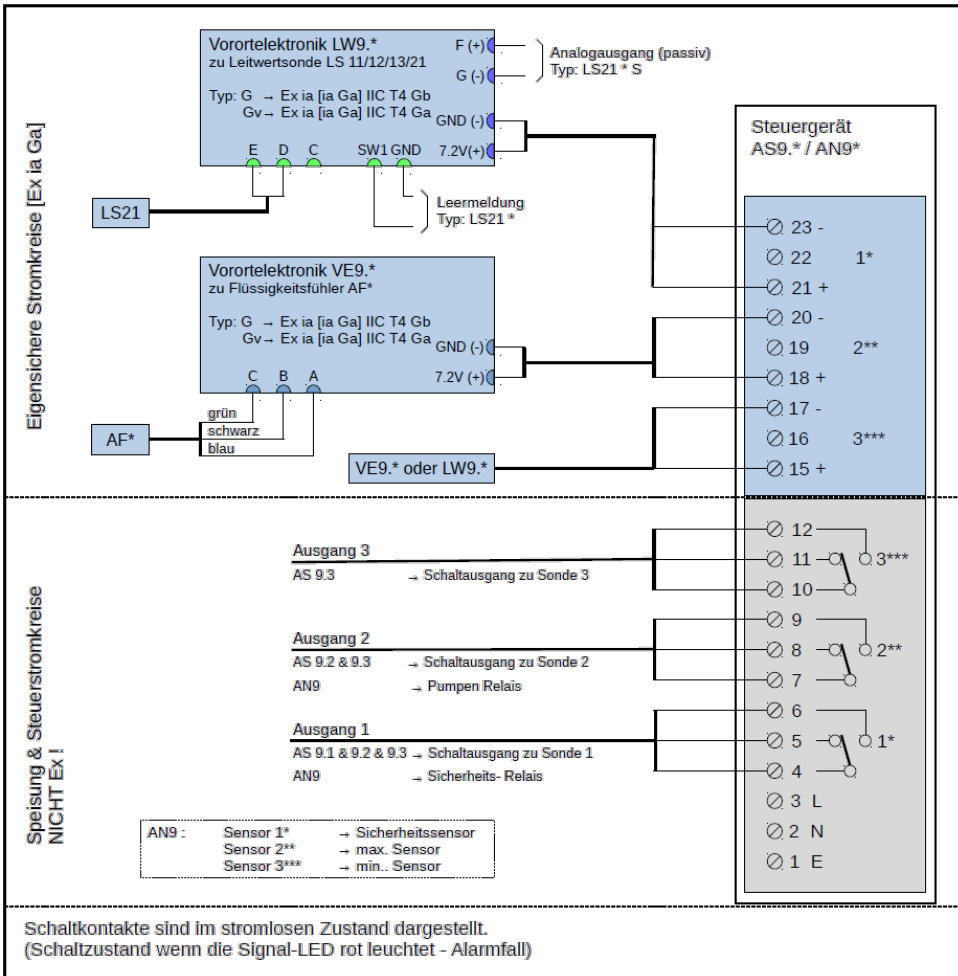 Eigensichere Stromkreise [Ex ia Ga]
Vorortelektronik LW9.*
zu Leitwertsonde LS 11/12/13/21
Typ: G → Ex ia [ia Ga] IIC T4 Gb
Gv→ Ex ia [ia Ga] IIC T4 Ga
F (+)
G (-)
GND (-)
7.2V(+)
E D C SW1 GND
Analogausgang (passiv)
Typ: LS21 * S
LS21
Leermeldung
Typ: LS21 *
Vorortelektronik VE9.*
zu Flüssigkeitsfühler AF*
Typ: G → Ex ia [ia Ga] IIC T4 Gb
Gv→ Ex ia [ia Ga] IIC T4 Ga
GND (-)
7.2V (+)
C B A
grün
schwarz
blau
AF*
VE9.* oder LW9.*
Steuergerät
AS9.* / AN9*
23 -
22 1*
21 +
20 -
19 2**
18 +
17 -
16 3***
15 +
Speisung & Steuerstromkreise
NICHT Ex !
Ausgang 3
AS 9.3 → Schaltausgang zu Sonde 3
Ausgang 2
AS 9.2 & 9.3 → Schaltausgang zu Sonde 2
AN9 → Pumpen Relais
Ausgang 1
AS 9.1 & 9.2 & 9.3 → Schaltausgang zu Sonde 1
AN9 → Sicherheits- Relais
12
11 3***
10
9
8 2**
7
6
5 1*
4
3 L
2 N
1 E
AN9 : Sensor 1* → Sicherheitssensor
Sensor 2** → max. Sensor
Sensor 3*** → min.. Sensor
Schaltkontakte sind im stromlosen Zustand dargestellt.
(Schaltzustand wenn die Signal-LED rot leuchtet - Alarmfall)